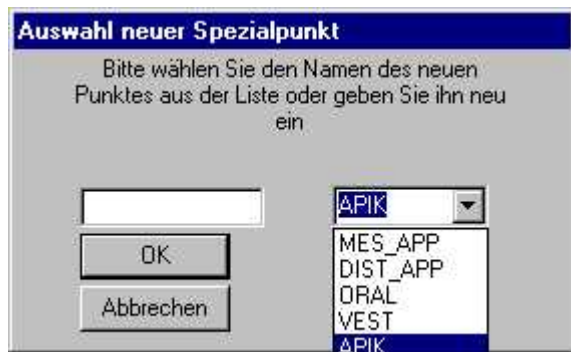 Auswahl neuer Spezialpunkt
Bitte wählen Sie den Namen des neuen
Punktes aus der Liste oder geben Sie ihn neu
ein
APIK
OK
Abbrechen
MES_APP
DIST_APP
ORAL
VEST
APIK